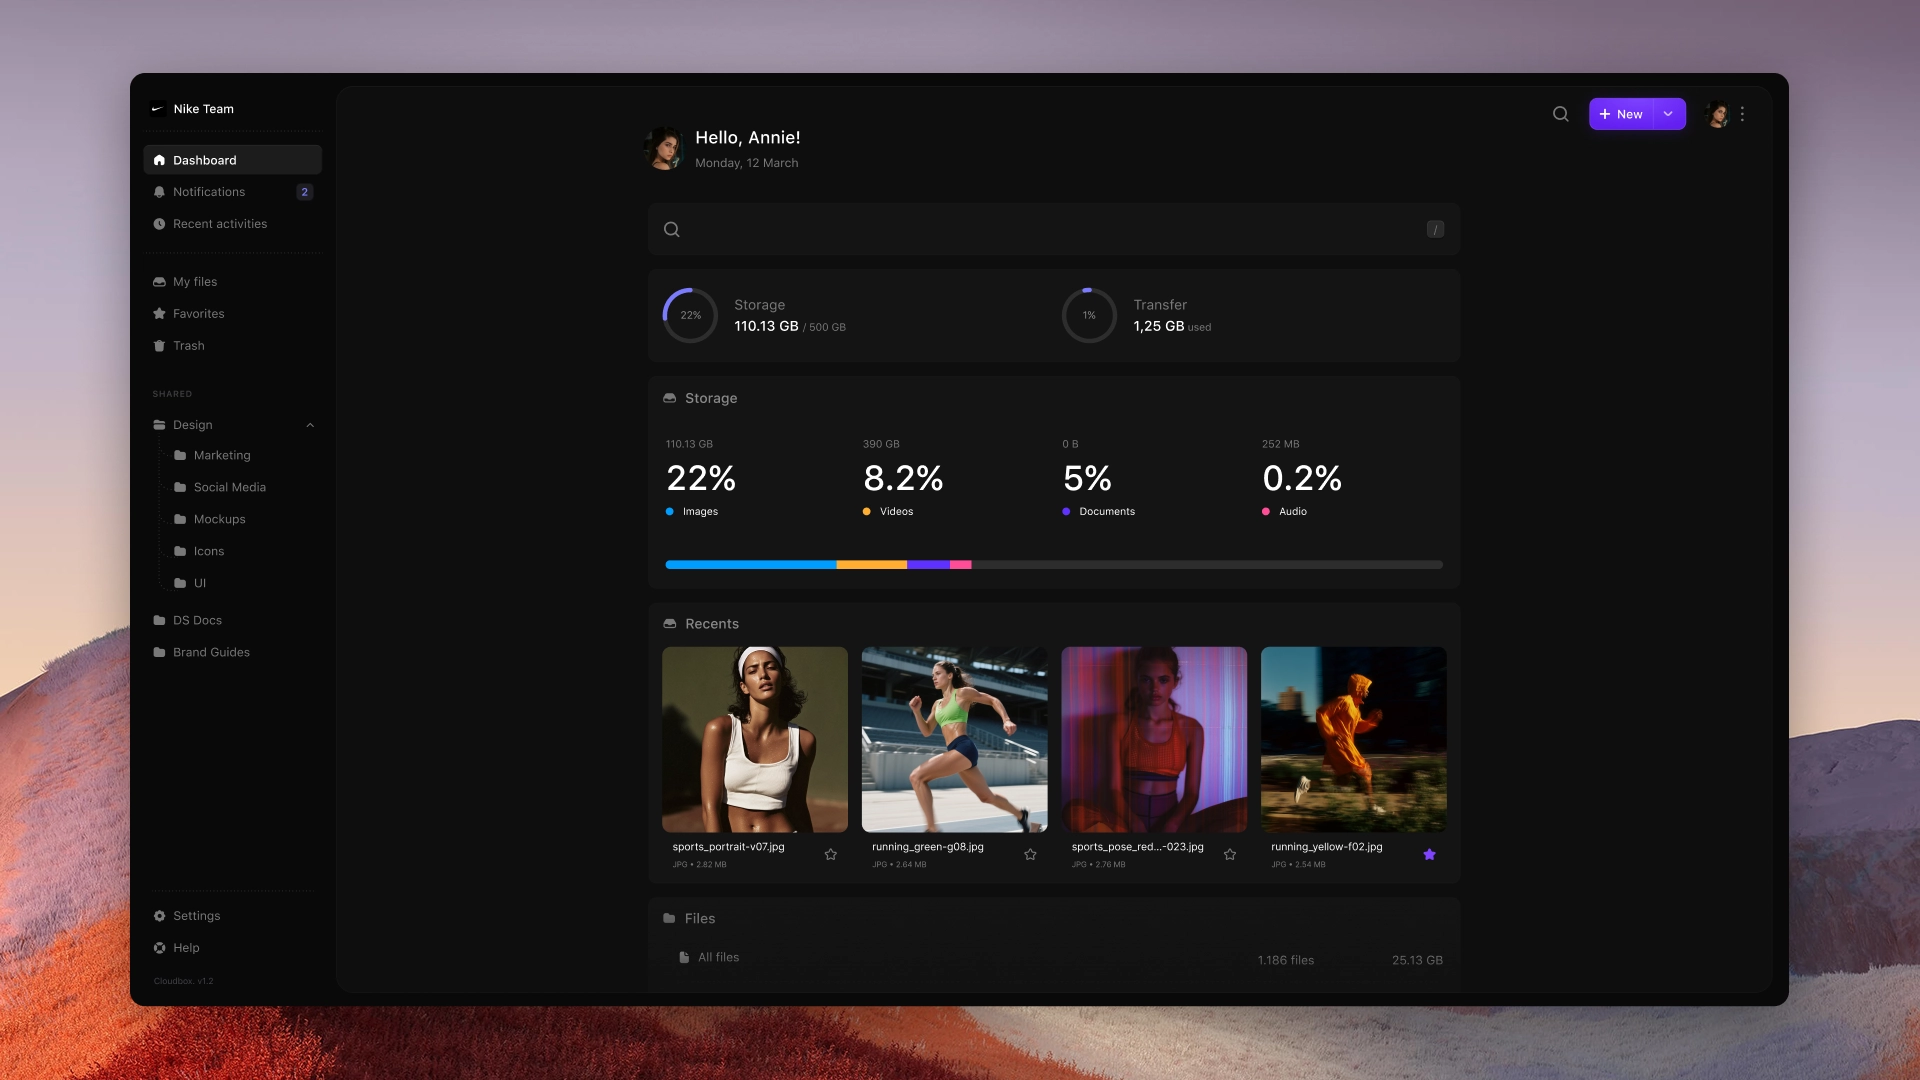 Nike Team
Dashboard
Notifications 2
Recent activities
My files
Favorites
Trash
SHARED
Design
Marketing
Social Media
Mockups
Icons
UI
DS Docs
Brand Guides
Settings
Help
Cloudbox. v1.2
New
Hello, Annie!
Monday, 12 March
/
22%
Storage
110.13 GB / 500 GB
1%
Transfer
1,25 GB used
Storage
110.13 GB
22%
Images
390 GB
8.2%
Videos
0 B
5%
Documents
252 MB
0.2%
Audio
Recents
sports_portrait-v07.jpg
JPG • 2.82 MB
running_green-g08.jpg
JPG • 2.64 MB
sports_pose_red...-023.jpg
JPG • 2.76 MB
running_yellow-f02.jpg
JPG • 2.54 MB
Files
All files 1.186 files 25.13 GB